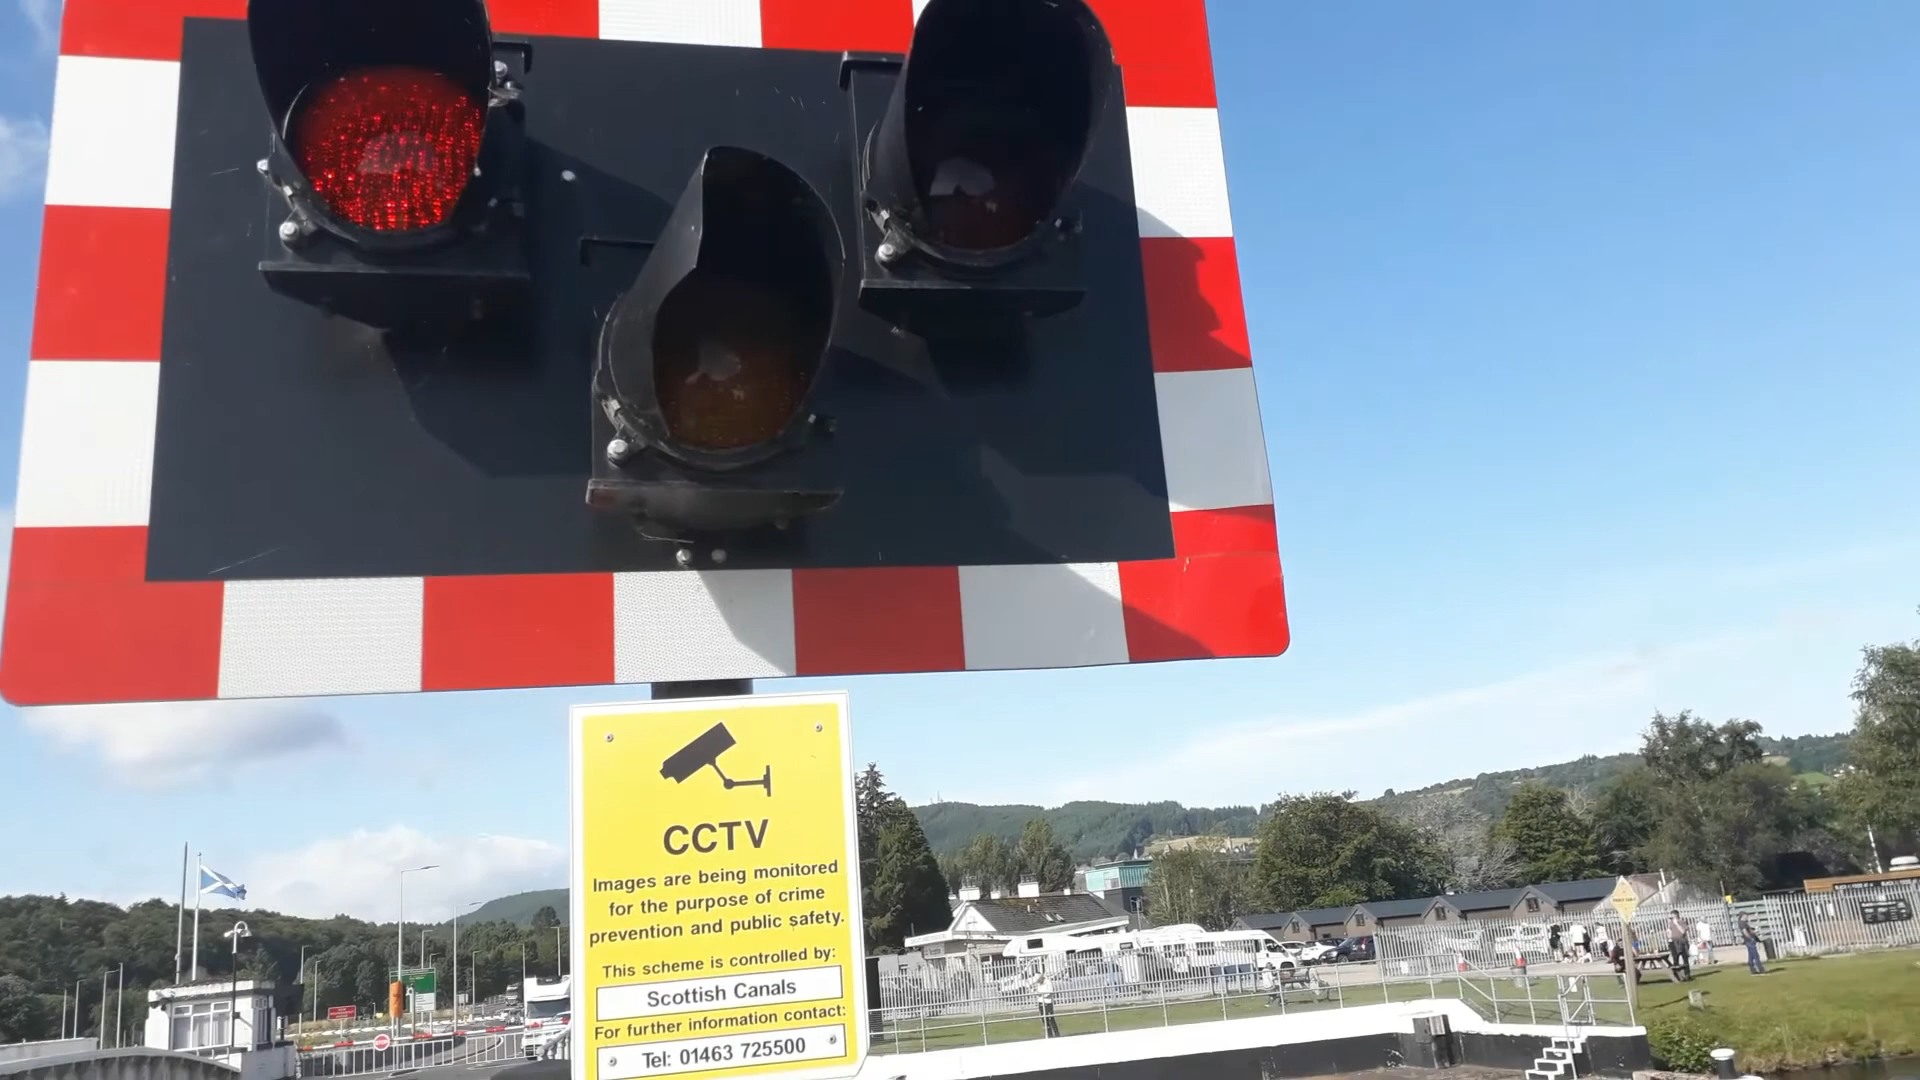 CCTV
Images are being monitored
for the purpose of crime
prevention and public safety.
This scheme is controlled by:
Scottish Canals
For further information contact:
Tel: 01463 725500